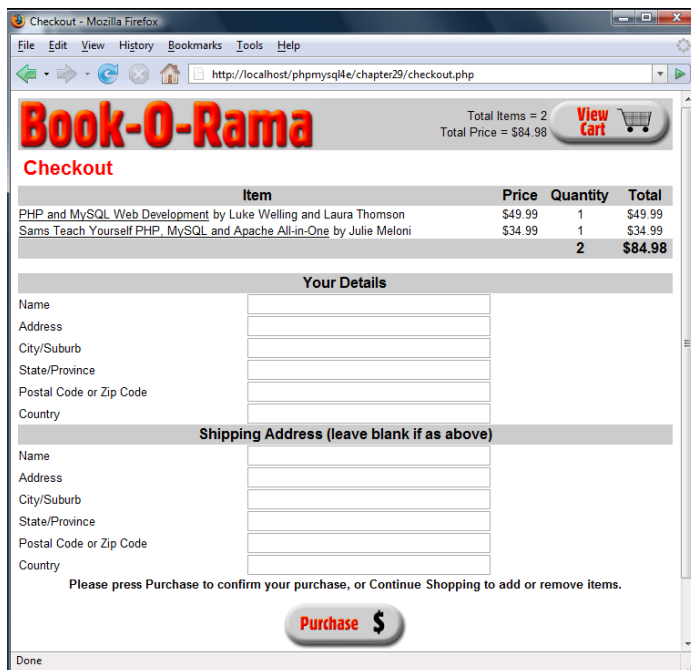 Checkout - Mozilla Firefox
File Edit View History Bookmarks Tools Help
http://localhost/phpmysql4e/chapter29/checkout.php
Book-O-Rama
Total Items = 2
Total Price = $84.98
View
Cart
Checkout
Item Price Quantity Total
PHP and MySQL Web Development by Luke Welling and Laura Thomson $49.99 1 $49.99
Sams Teach Yourself PHP, MySQL and Apache All-in-One by Julie Meloni $34.99 1 $34.99
2 $84.98
Your Details
Name
Address
City/Suburb
State/Province
Postal Code or Zip Code
Country
Shipping Address (leave blank if as above)
Name
Address
City/Suburb
State/Province
Postal Code or Zip Code
Country
Please press Purchase to confirm your purchase, or Continue Shopping to add or remove items.
Purchase $
Done